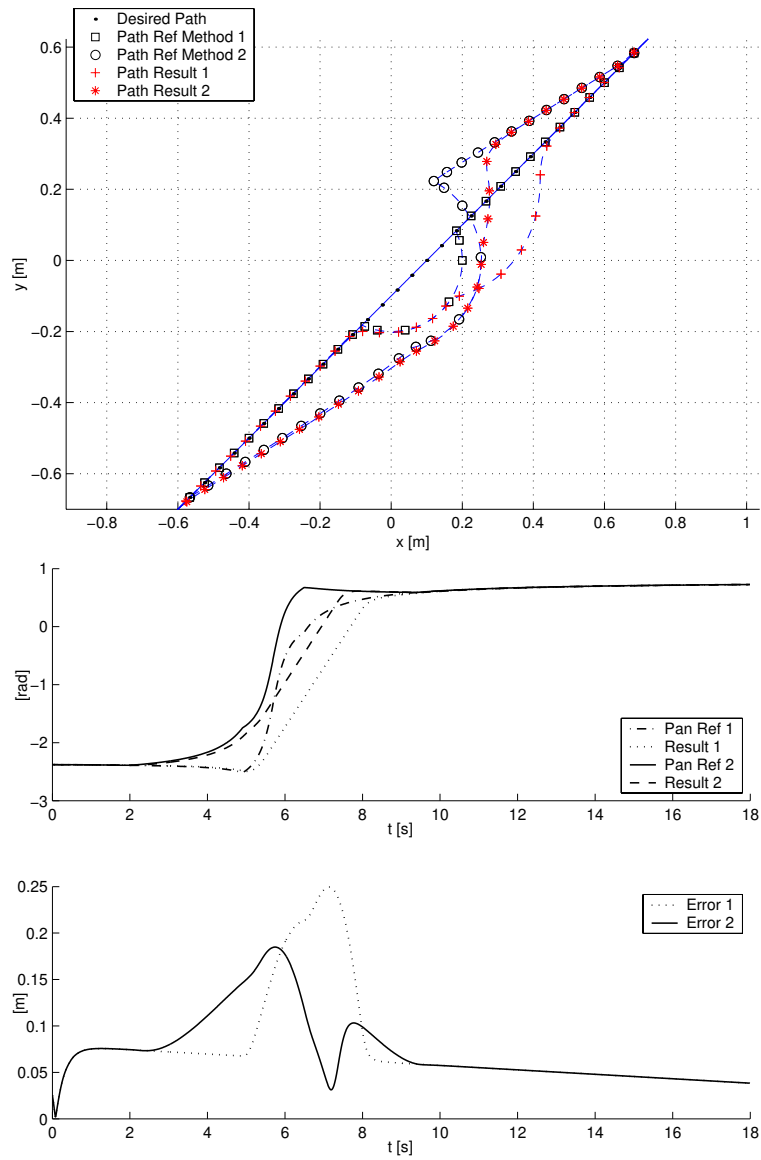 Desired Path
Path Ref Method 1
Path Ref Method 2
Path Result 1
Path Result 2
0.6
0.4
0.2
0
−0.2
−0.4
−0.6
y [m]
−0.8 −0.6 −0.4 −0.2 0 0.2 0.4 0.6 0.8 1
x [m]
1
0
−1
−2
−3
[rad]
Pan Ref 1
Result 1
Pan Ref 2
Result 2
0 2 4 6 8 10 12 14 16 18
t [s]
0.25
0.2
0.15
0.1
0.05
0
[m]
Error 1
Error 2
0 2 4 6 8 10 12 14 16 18
t [s]